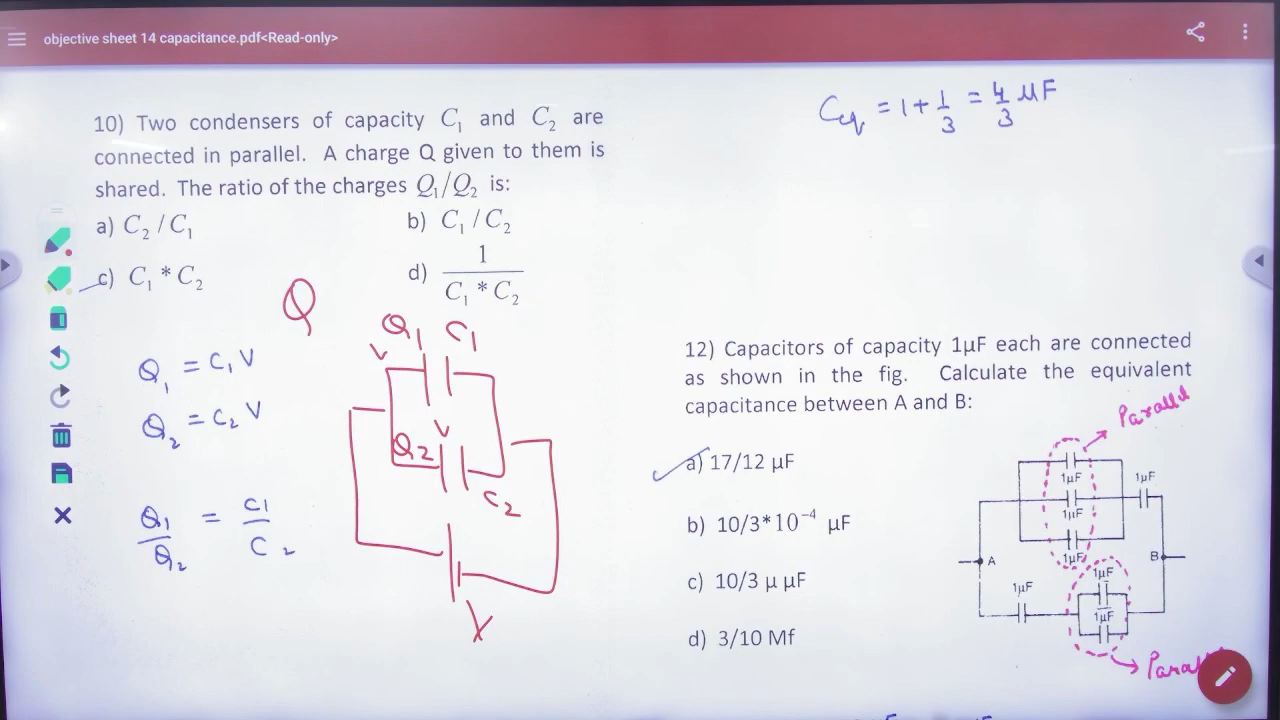 objective sheet 14 capacitance.pdf<Read-only>
10) Two condensers of capacity C₁ and C₂ are
connected in parallel. A charge Q given to them is
shared. The ratio of the charges Q₁/Q₂ is:
a) C₂ / C₁
b) C₁ / C₂
c) C₁ * C₂
d) 1 / C₁ * C₂
Q
Q₁ C₁
V
V
Q₂
C₂
V
Q₁ = C₁V
Q₂ = C₂V
Q₁/Q₂ = C1/C₂
Ceq = 1 + 1/3 = 4/3 μF
12) Capacitors of capacity 1μF each are connected
as shown in the fig. Calculate the equivalent
capacitance between A and B:
a) 17/12 μF
b) 10/3*10⁻⁴ μF
c) 10/3 μ μF
d) 3/10 Mf
Parallel
1μF
1μF
1μF
1μF
A
B
1μF
1μF
1μF